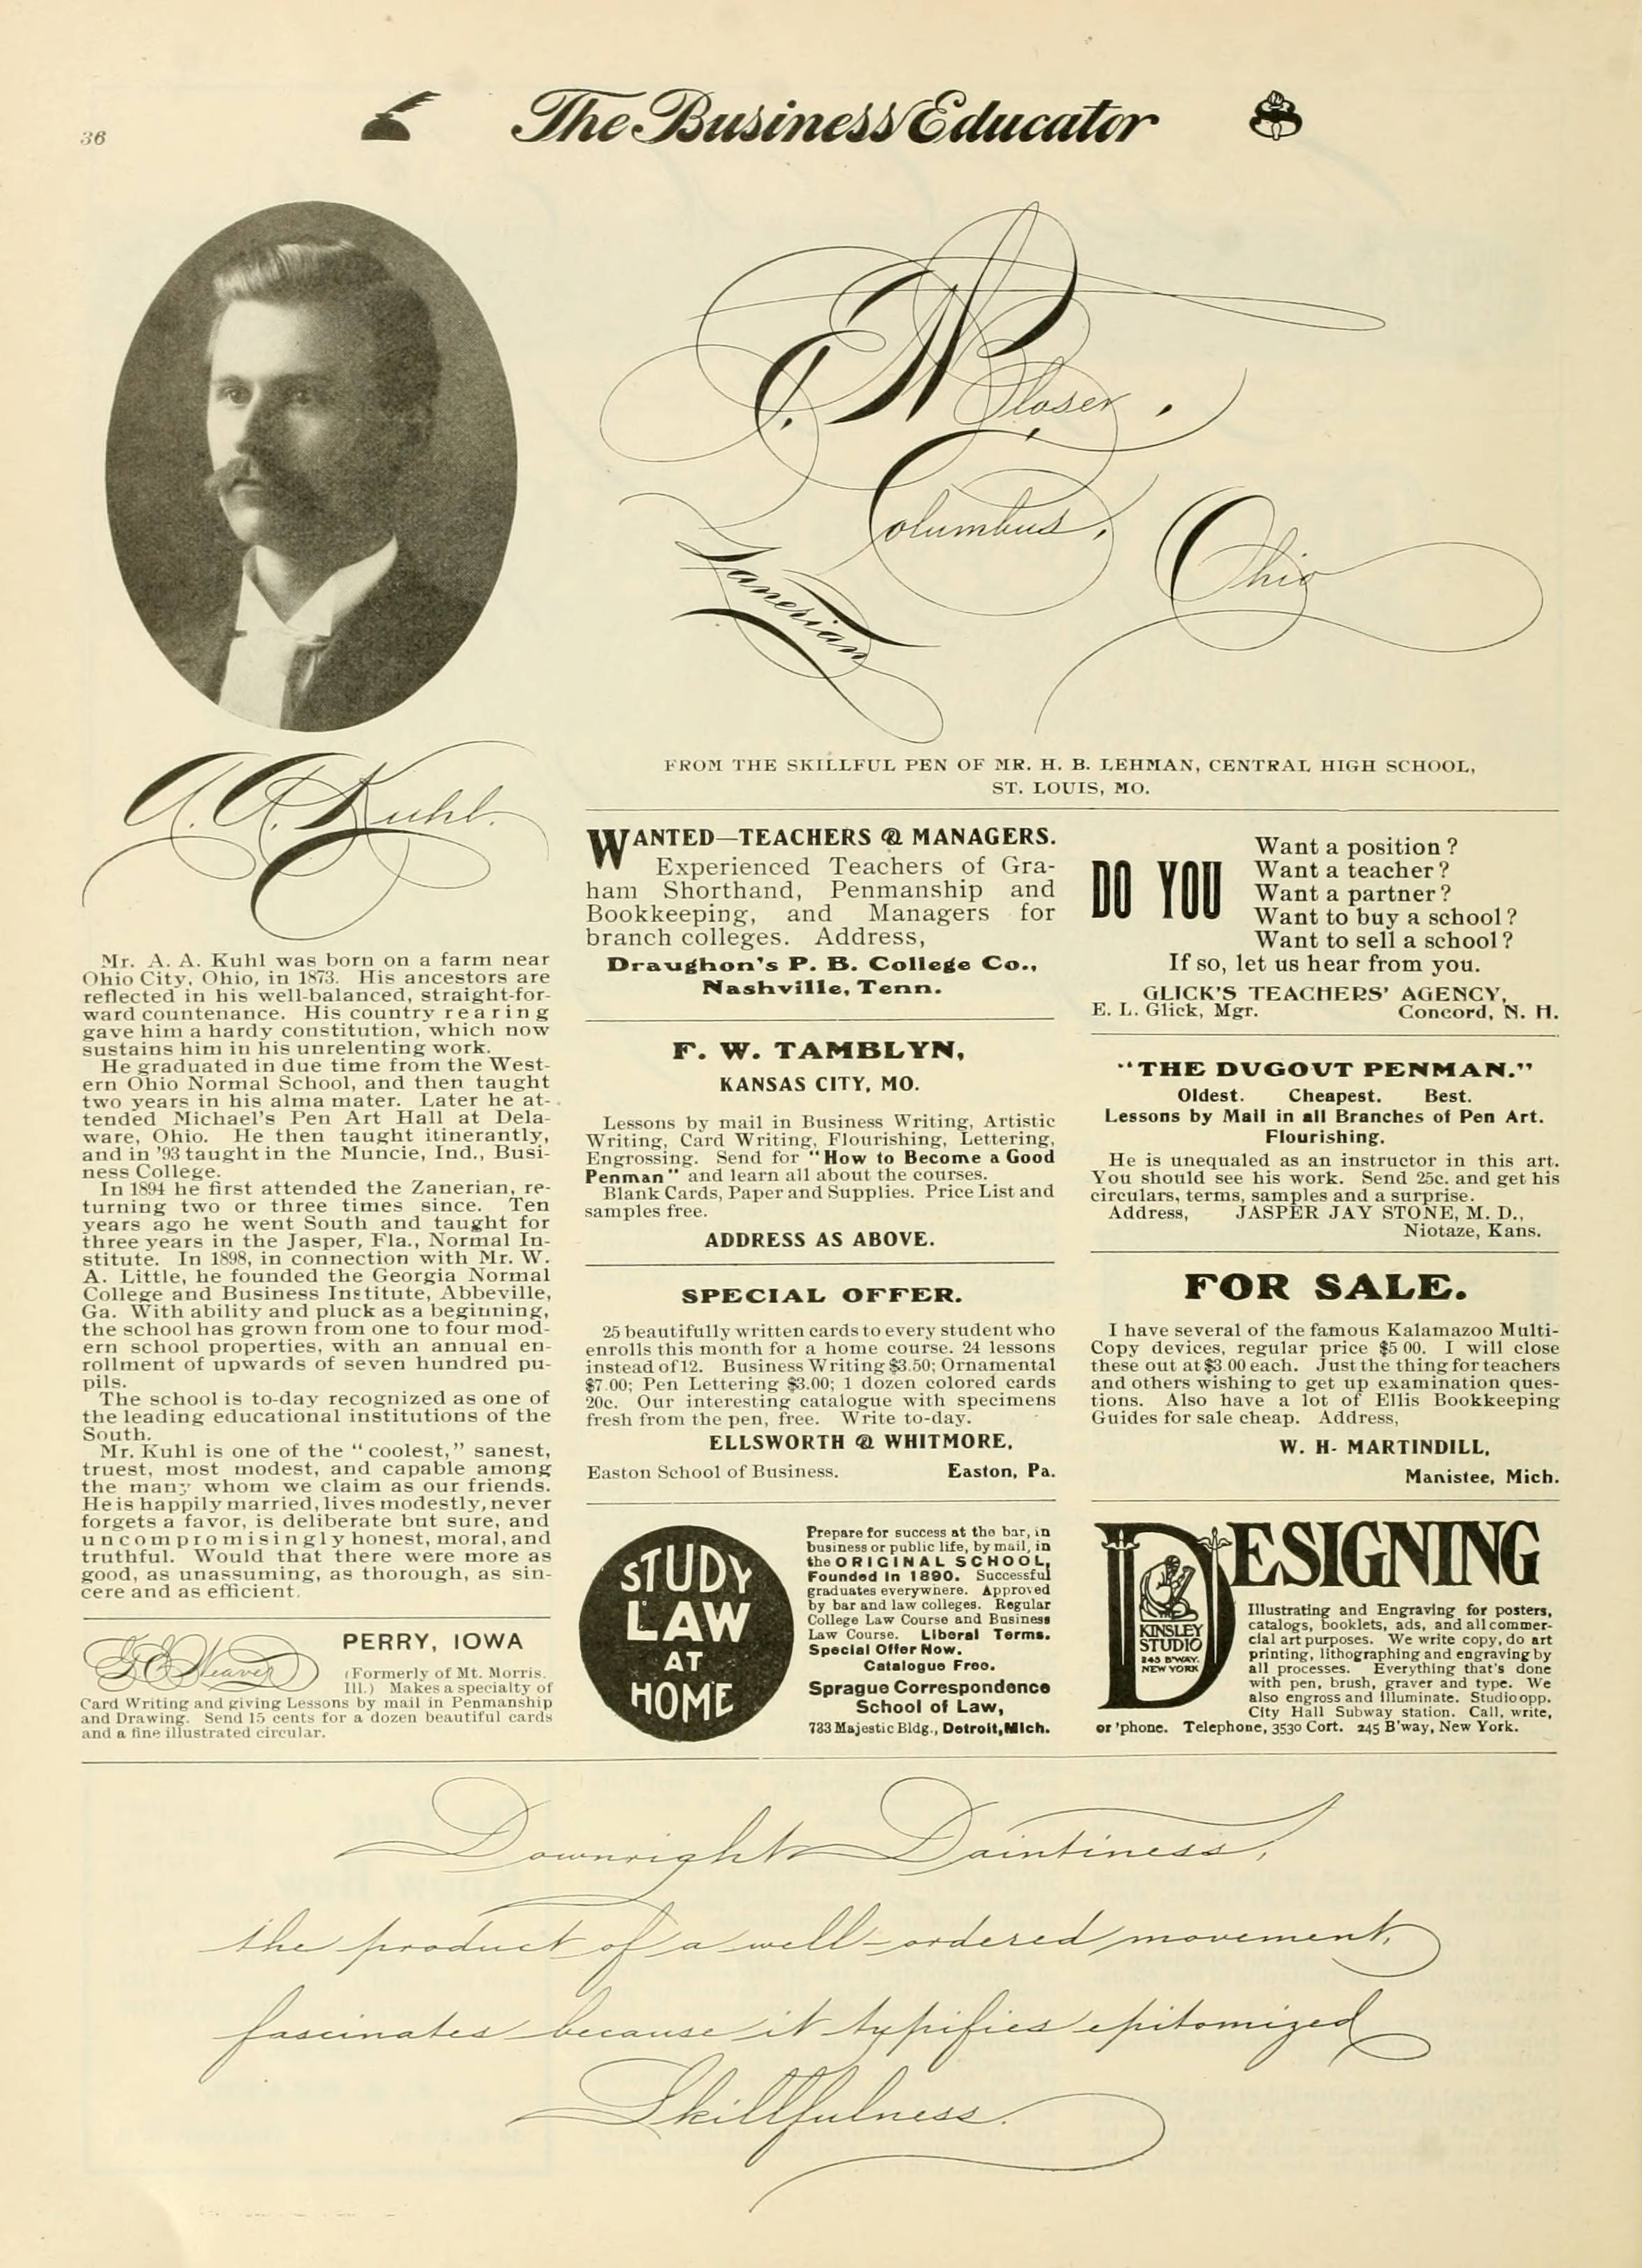 36
The Business Educator
E. W. Bloser,
Columbus,
Ohio
Zanerian
FROM THE SKILLFUL PEN OF MR. H. B. LEHMAN, CENTRAL HIGH SCHOOL,
ST. LOUIS, MO.
A. A. Kuhl.
Mr. A. A. Kuhl was born on a farm near
Ohio City, Ohio, in 1873. His ancestors are
reflected in his well-balanced, straight-for-
ward countenance. His country rearing
gave him a hardy constitution, which now
sustains him in his unrelenting work.
He graduated in due time from the West-
ern Ohio Normal School, and then taught
two years in his alma mater. Later he at-
tended Michael's Pen Art Hall at Dela-
ware, Ohio. He then taught itinerantly,
and in '93 taught in the Muncie, Ind., Busi-
ness College.
In 1894 he first attended the Zanerian, re-
turning two or three times since. Ten
years ago he went South and taught for
three years in the Jasper, Fla., Normal In-
stitute. In 1898, in connection with Mr. W.
A. Little, he founded the Georgia Normal
College and Business Institute, Abbeville,
Ga. With ability and pluck as a beginning,
the school has grown from one to four mod-
ern school properties, with an annual en-
rollment of upwards of seven hundred pu-
pils.
The school is to-day recognized as one of
the leading educational institutions of the
South.
Mr. Kuhl is one of the "coolest," sanest,
truest, most modest, and capable among
the many whom we claim as our friends.
He is happily married, lives modestly, never
forgets a favor, is deliberate but sure, and
uncompromisingly honest, moral, and
truthful. Would that there were more as
good, as unassuming, as thorough, as sin-
cere and as efficient.
G. E. Weaver
PERRY, IOWA
(Formerly of Mt. Morris.
Ill.) Makes a specialty of
Card Writing and giving Lessons by mail in Penmanship
and Drawing. Send 15 cents for a dozen beautiful cards
and a fine illustrated circular.
WANTED—TEACHERS & MANAGERS.
Experienced Teachers of Gra-
ham Shorthand, Penmanship and
Bookkeeping, and Managers for
branch colleges. Address,
Draughon's P. B. College Co.,
Nashville, Tenn.
F. W. TAMBLYN,
KANSAS CITY, MO.
Lessons by mail in Business Writing, Artistic
Writing, Card Writing, Flourishing, Lettering,
Engrossing. Send for "How to Become a Good
Penman" and learn all about the courses.
Blank Cards, Paper and Supplies. Price List and
samples free.
ADDRESS AS ABOVE.
SPECIAL OFFER.
25 beautifully written cards to every student who
enrolls this month for a home course. 24 lessons
instead of 12. Business Writing $3.50; Ornamental
$7.00; Pen Lettering $3.00; 1 dozen colored cards
20c. Our interesting catalogue with specimens
fresh from the pen, free. Write to-day.
ELLSWORTH & WHITMORE,
Easton School of Business. Easton, Pa.
STUDY
LAW
AT
HOME
Prepare for success at the bar, in
business or public life, by mail, in
the ORIGINAL SCHOOL,
Founded in 1890. Successful
graduates everywhere. Approved
by bar and law colleges. Regular
College Law Course and Business
Law Course. Liberal Terms.
Special Offer Now.
Catalogue Free.
Sprague Correspondence
School of Law,
733 Majestic Bldg., Detroit, Mich.
DO YOU
Want a position?
Want a teacher?
Want a partner?
Want to buy a school?
Want to sell a school?
If so, let us hear from you.
GLICK'S TEACHERS' AGENCY,
E. L. Glick, Mgr. Concord, N. H.
"THE DUGOUT PENMAN."
Oldest. Cheapest. Best.
Lessons by Mail in all Branches of Pen Art.
Flourishing.
He is unequaled as an instructor in this art.
You should see his work. Send 25c. and get his
circulars, terms, samples and a surprise.
Address, JASPER JAY STONE, M. D.,
Niotaze, Kans.
FOR SALE.
I have several of the famous Kalamazoo Multi-
Copy devices, regular price $5 00. I will close
these out at $3 00 each. Just the thing for teachers
and others wishing to get up examination ques-
tions. Also have a lot of Ellis Bookkeeping
Guides for sale cheap. Address,
W. H. MARTINDILL,
Manistee, Mich.
DESIGNING
KINSLEY
STUDIO
245 B'WAY.
NEW YORK
Illustrating and Engraving for posters,
catalogs, booklets, ads, and all commer-
cial art purposes. We write copy, do art
printing, lithographing and engraving by
all processes. Everything that's done
with pen, brush, graver and type. We
also engross and illuminate. Studio opp.
City Hall Subway station. Call, write,
or 'phone. Telephone, 3530 Cort. 245 B'way, New York.
Downright Daintiness,
the product of a well-ordered movement,
fascinates because it typifies epitomized
Skillfulness.